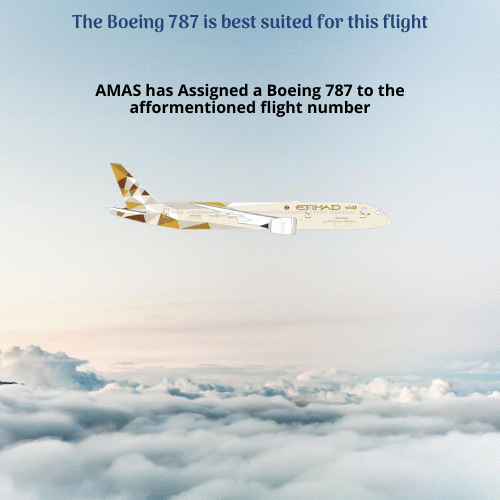 The Boeing 787 is best suited for this flight
AMAS has Assigned a Boeing 787 to the
afformentioned flight number
ETIHAD